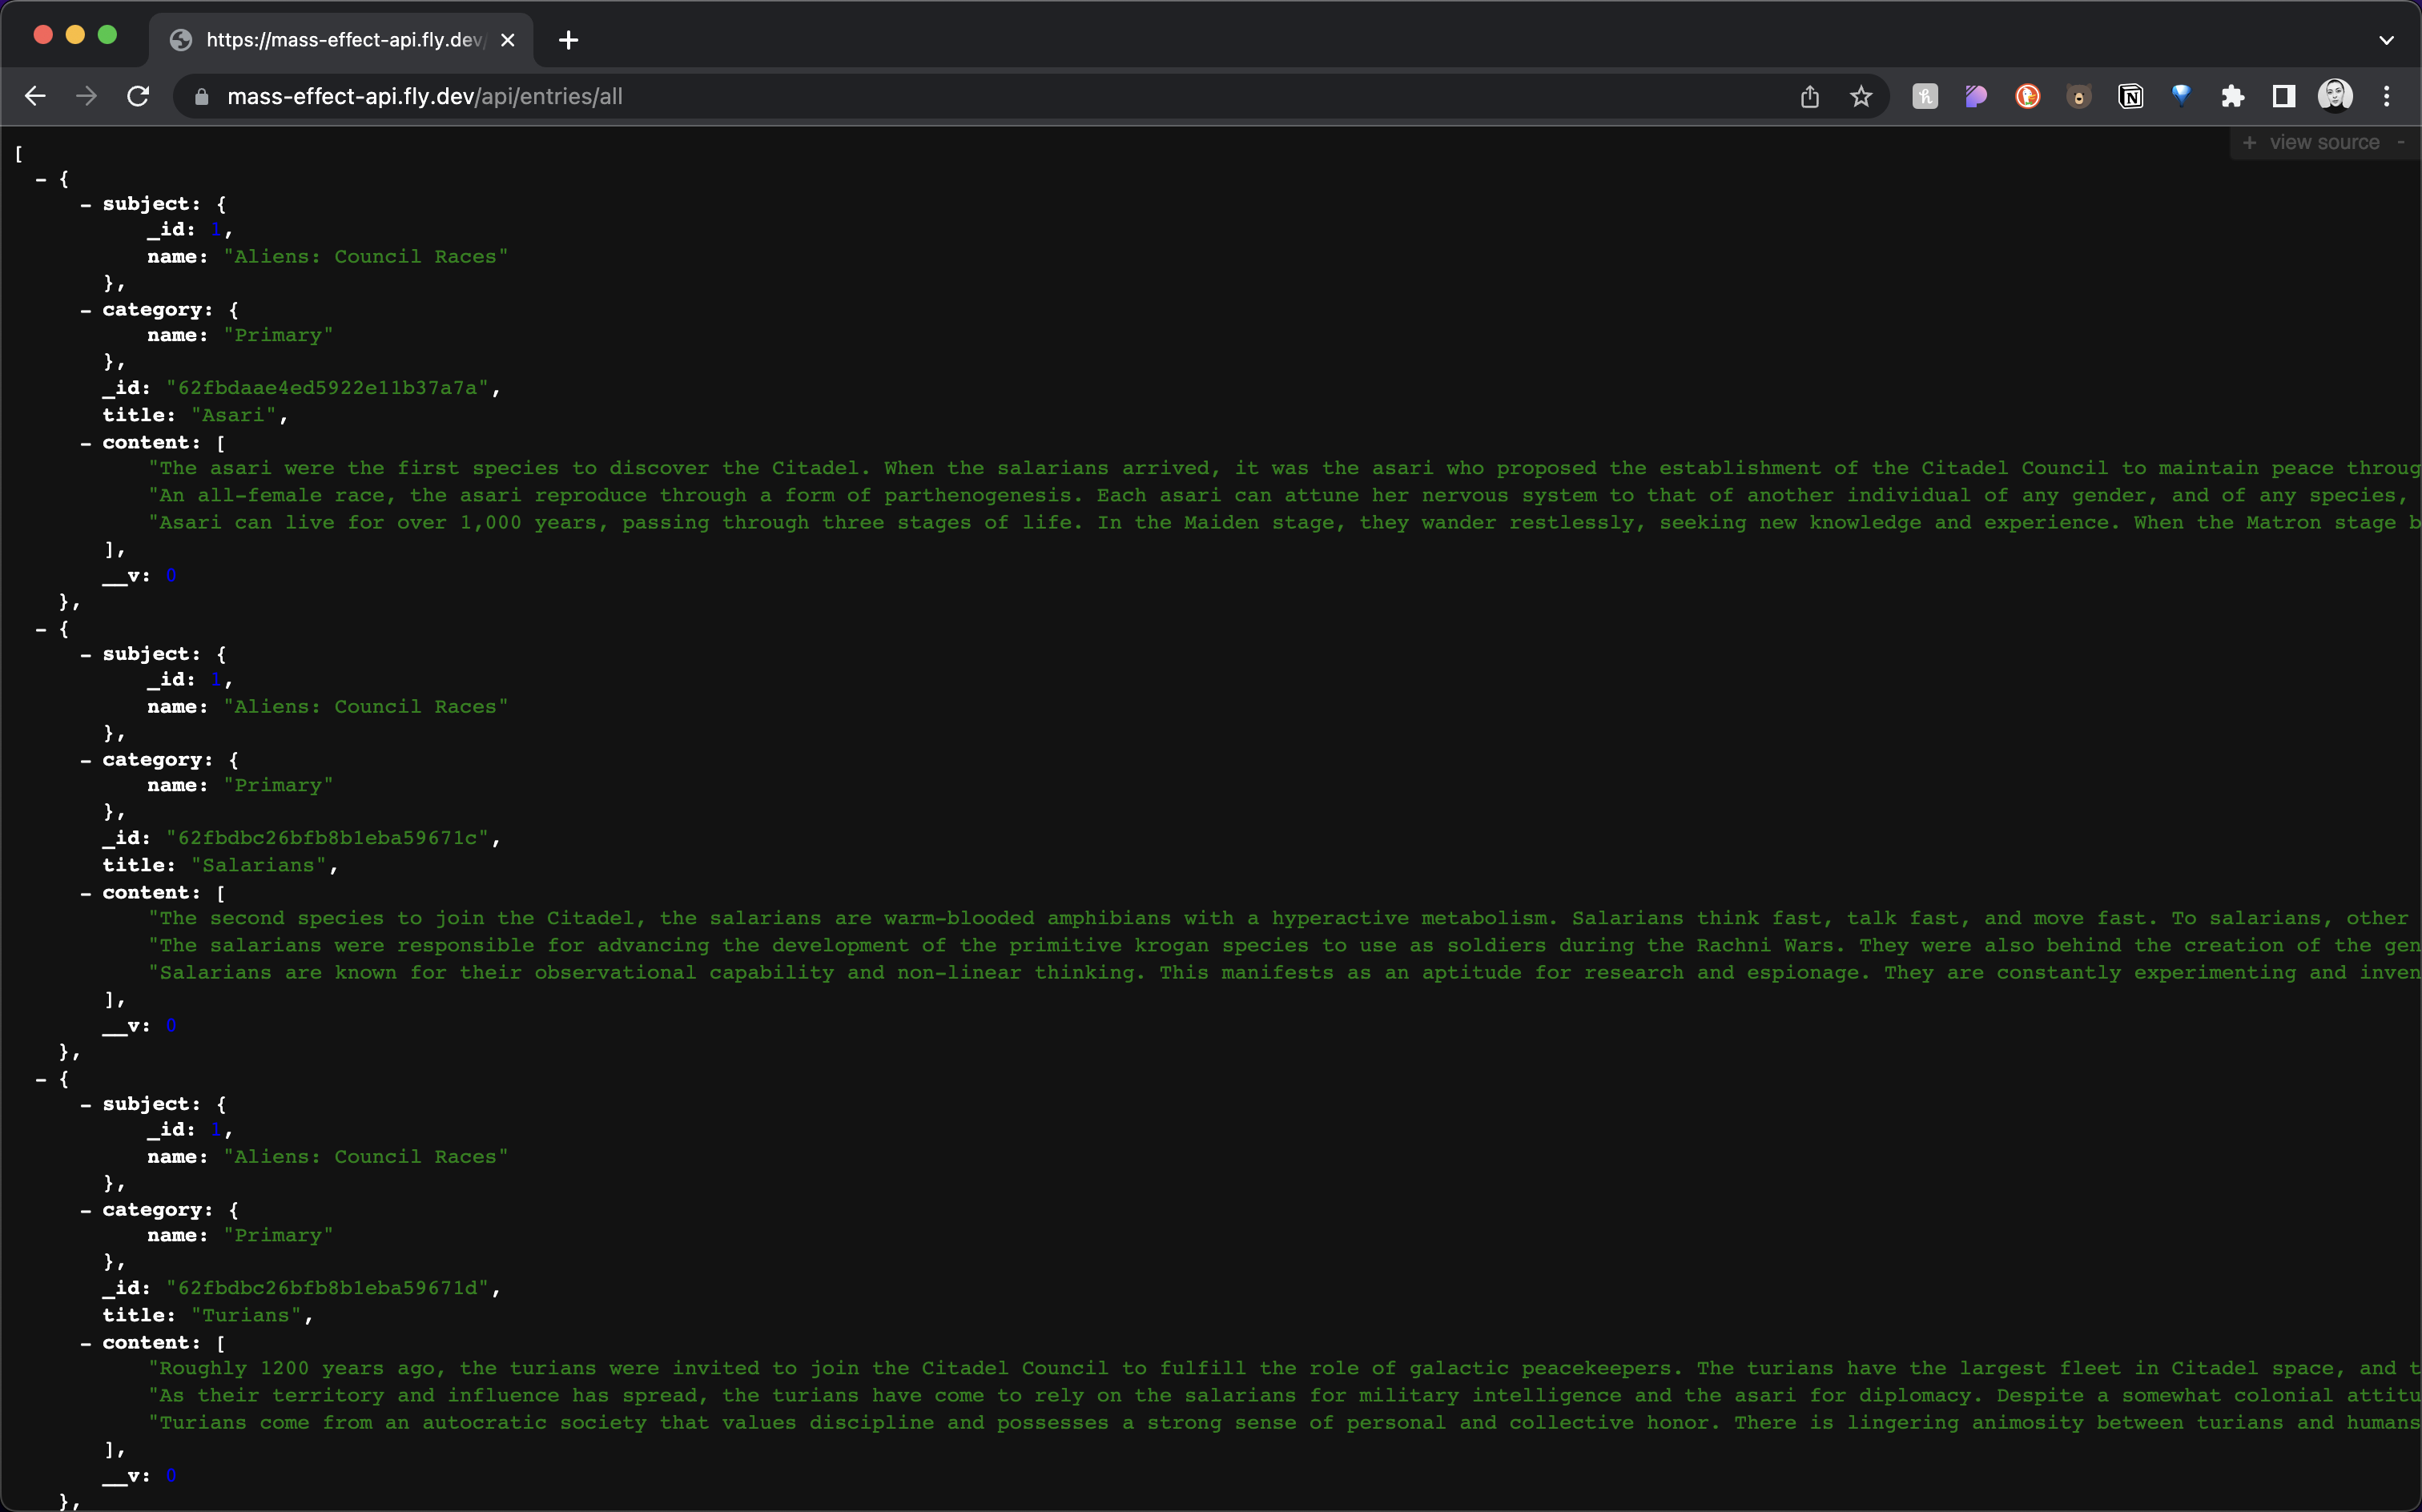 https://mass-effect-api.fly.dev/
mass-effect-api.fly.dev/api/entries/all
+ view source -
[
- {
- subject: {
_id: 1,
name: "Aliens: Council Races"
},
- category: {
name: "Primary"
},
_id: "62fbdaae4ed5922e11b37a7a",
title: "Asari",
- content: [
"The asari were the first species to discover the Citadel. When the salarians arrived, it was the asari who proposed the establishment of the Citadel Council to maintain peace throug
"An all-female race, the asari reproduce through a form of parthenogenesis. Each asari can attune her nervous system to that of another individual of any gender, and of any species,
"Asari can live for over 1,000 years, passing through three stages of life. In the Maiden stage, they wander restlessly, seeking new knowledge and experience. When the Matron stage b
],
__v: 0
},
- {
- subject: {
_id: 1,
name: "Aliens: Council Races"
},
- category: {
name: "Primary"
},
_id: "62fbdbc26bfb8b1eba59671c",
title: "Salarians",
- content: [
"The second species to join the Citadel, the salarians are warm-blooded amphibians with a hyperactive metabolism. Salarians think fast, talk fast, and move fast. To salarians, other
"The salarians were responsible for advancing the development of the primitive krogan species to use as soldiers during the Rachni Wars. They were also behind the creation of the gen
"Salarians are known for their observational capability and non-linear thinking. This manifests as an aptitude for research and espionage. They are constantly experimenting and inven
],
__v: 0
},
- {
- subject: {
_id: 1,
name: "Aliens: Council Races"
},
- category: {
name: "Primary"
},
_id: "62fbdbc26bfb8b1eba59671d",
title: "Turians",
- content: [
"Roughly 1200 years ago, the turians were invited to join the Citadel Council to fulfill the role of galactic peacekeepers. The turians have the largest fleet in Citadel space, and t
"As their territory and influence has spread, the turians have come to rely on the salarians for military intelligence and the asari for diplomacy. Despite a somewhat colonial attitu
"Turians come from an autocratic society that values discipline and possesses a strong sense of personal and collective honor. There is lingering animosity between turians and humans
],
__v: 0
},